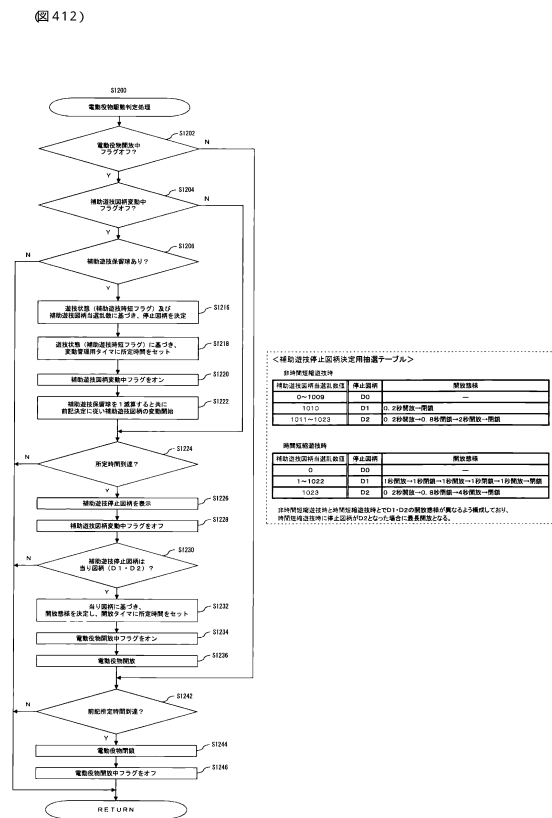 (図412)
S1200
電動役物駆動判定処理
S1202
電動役物開放中
フラグオフ？
N
Y
S1204
補助遊技図柄変動中
フラグオフ？
N
Y
S1206
補助遊技保留球あり？
N
Y
遊技状態（補助遊技時短フラグ）及び
補助遊技図柄当選乱数に基づき、停止図柄を決定
S1216
遊技状態（補助遊技時短フラグ）に基づき、
変動管理用タイマに所定時間をセット
S1218
補助遊技図柄変動中フラグをオン
S1220
補助遊技保留球を１減算すると共に
前記決定に従い補助遊技図柄の変動開始
S1222
所定時間到達？
S1224
N
Y
補助遊技停止図柄を表示
S1226
補助遊技図柄変動中フラグをオフ
S1228
補助遊技停止図柄は
当り図柄（D１・D２）？
S1230
N
Y
当り図柄に基づき、
開放態様を決定し、開放タイマに所定時間をセット
S1232
電動役物開放中フラグをオン
S1234
電動役物開放
S1236
前記所定時間到達？
S1242
N
Y
電動役物閉鎖
S1244
電動役物開放中フラグをオフ
S1246
RETURN
＜補助遊技停止図柄決定用抽選テーブル＞
非時間短縮遊技時
補助遊技図柄当選乱数値 停止図柄 開放態様
0～1009 D0 ―
1010 D1 0．2秒開放→閉鎖
1011～1023 D2 0．2秒開放→0．8秒閉鎖→2秒開放→閉鎖
時間短縮遊技時
補助遊技図柄当選乱数値 停止図柄 開放態様
0 D0 ―
1～1022 D1 1秒開放→1秒閉鎖→1秒開放→1秒閉鎖→1秒開放→閉鎖
1023 D2 0．2秒開放→0．8秒閉鎖→4秒開放→閉鎖
非時間短縮遊技時と時間短縮遊技時とでD1・D2の開放態様が異なるよう構成しており、
時間短縮遊技時に停止図柄がD2となった場合に最長開放となる。